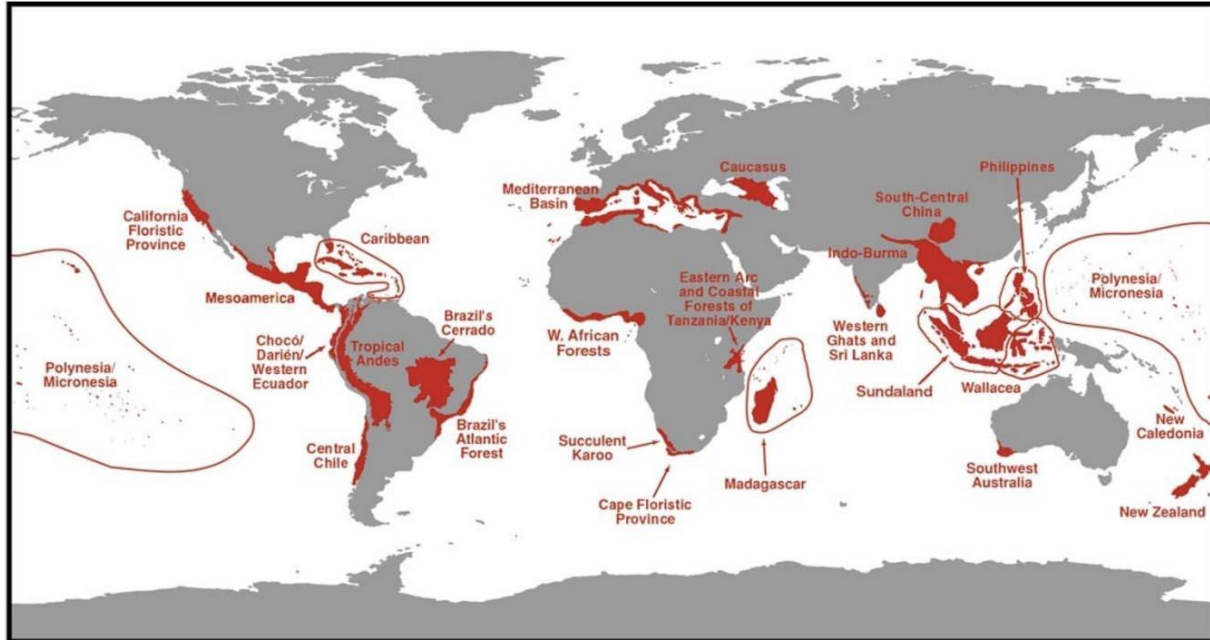 California
Floristic
Province
Mesoamerica
Caribbean
Polynesia/
Micronesia
Chocó/
Darién/
Western
Ecuador
Tropical
Andes
Brazil's
Cerrado
Brazil's
Atlantic
Forest
Central
Chile
Mediterranean
Basin
Caucasus
W. African
Forests
Eastern Arc
and Coastal
Forests of
Tanzania/Kenya
Succulent
Karoo
Cape Floristic
Province
Madagascar
South-Central
China
Philippines
Indo-Burma
Western
Ghats and
Sri Lanka
Sundaland
Wallacea
Polynesia/
Micronesia
New
Caledonia
Southwest
Australia
New Zealand